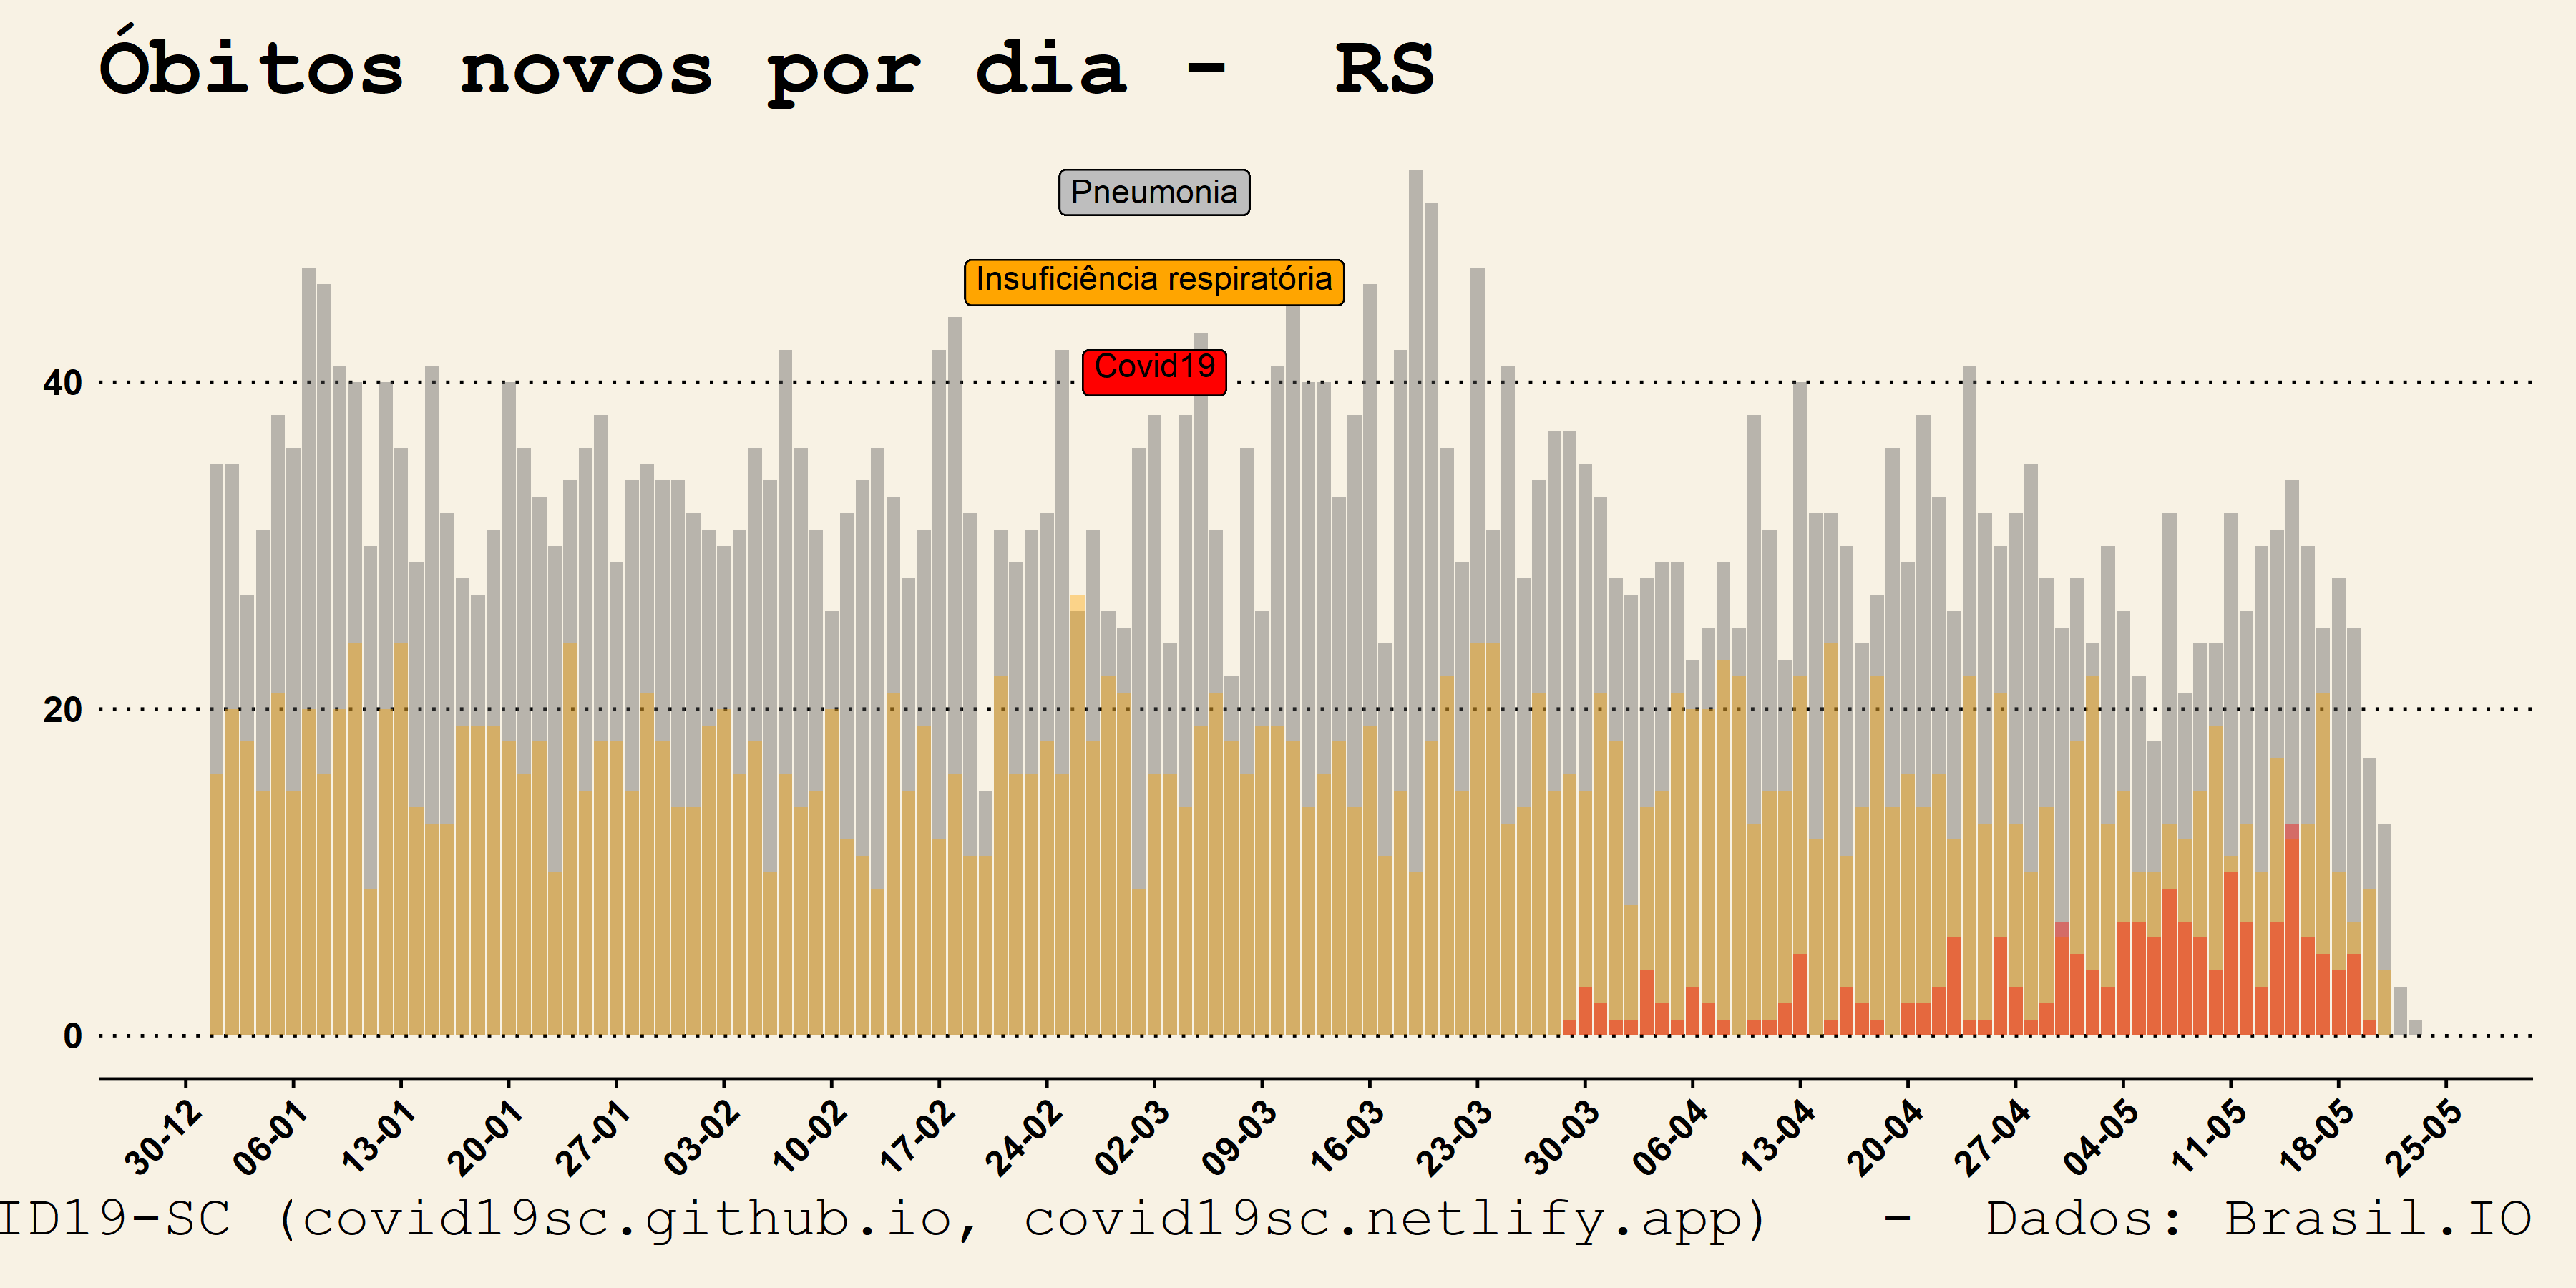 Óbitos novos por dia - RS
Pneumonia
Insuficiência respiratória
Covid19
40
20
0
30-12 06-01 13-01 20-01 27-01 03-02 10-02 17-02 24-02 02-03 09-03 16-03 23-03 30-03 06-04 13-04 20-04 27-04 04-05 11-05 18-05 25-05
ID19-SC (covid19sc.github.io, covid19sc.netlify.app) - Dados: Brasil.IO